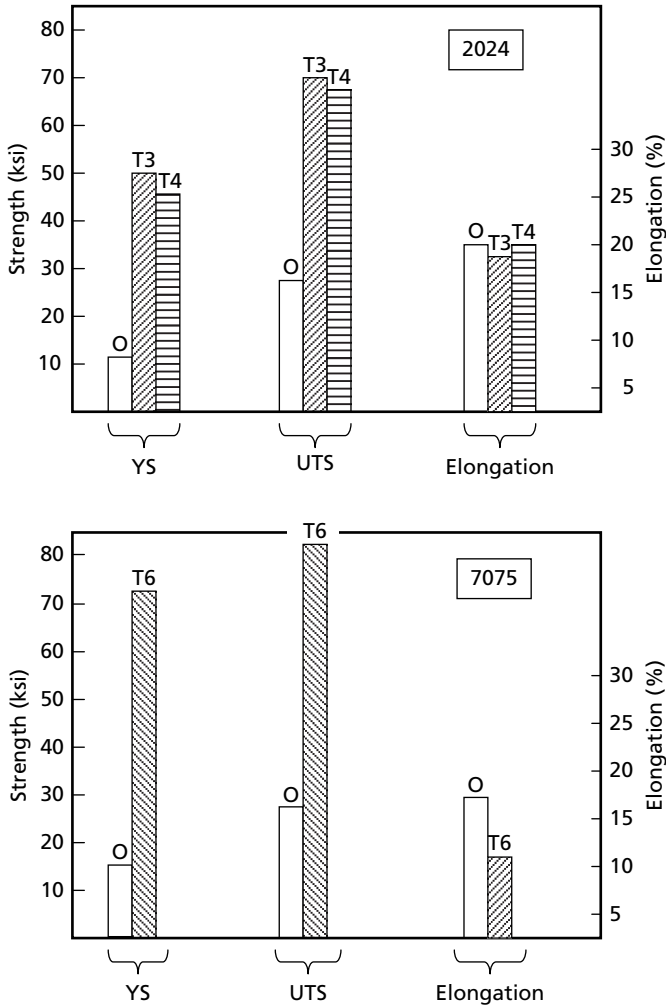 80
70
60
50
40
30
20
10
Strength (ksi)
2024
30
25
20
15
10
5
Elongation (%)
O
T3
T4
O
T3
T4
O
T3
T4
YS
UTS
Elongation
80
70
60
50
40
30
20
10
Strength (ksi)
7075
30
25
20
15
10
5
Elongation (%)
O
T6
O
T6
O
T6
YS
UTS
Elongation